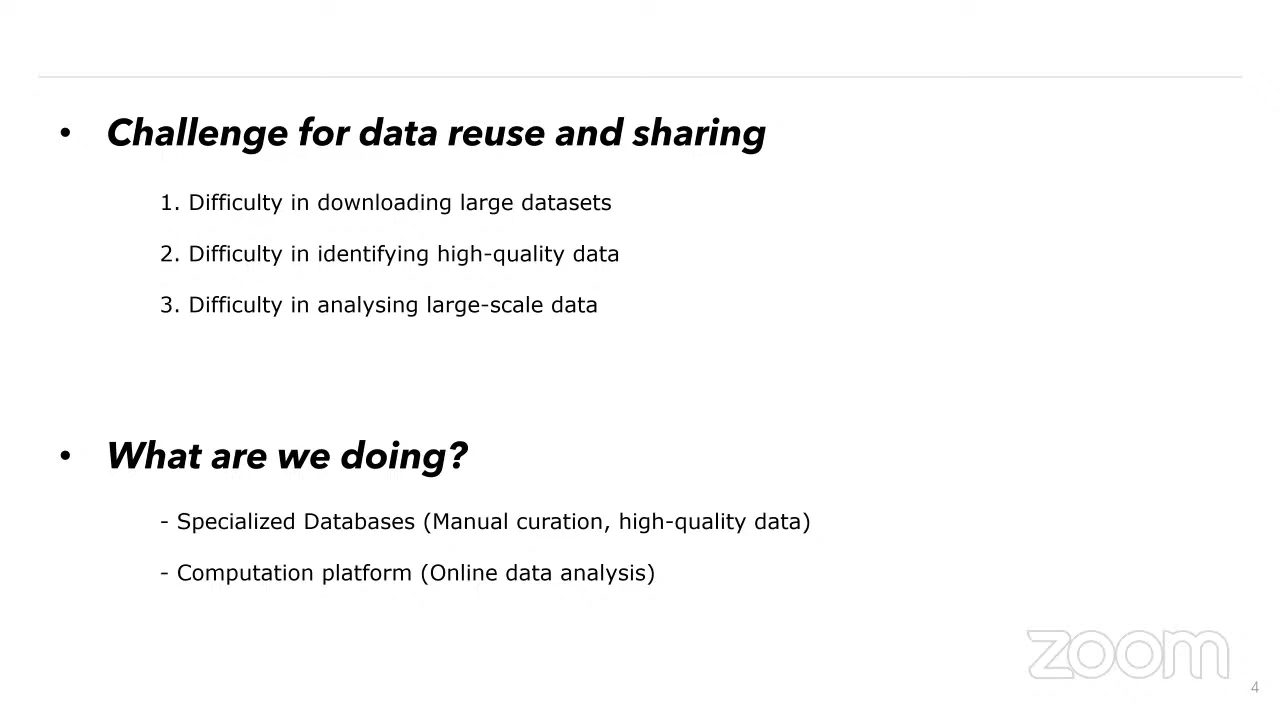 • Challenge for data reuse and sharing
1. Difficulty in downloading large datasets
2. Difficulty in identifying high-quality data
3. Difficulty in analysing large-scale data
• What are we doing?
- Specialized Databases (Manual curation, high-quality data)
- Computation platform (Online data analysis)
zoom
4